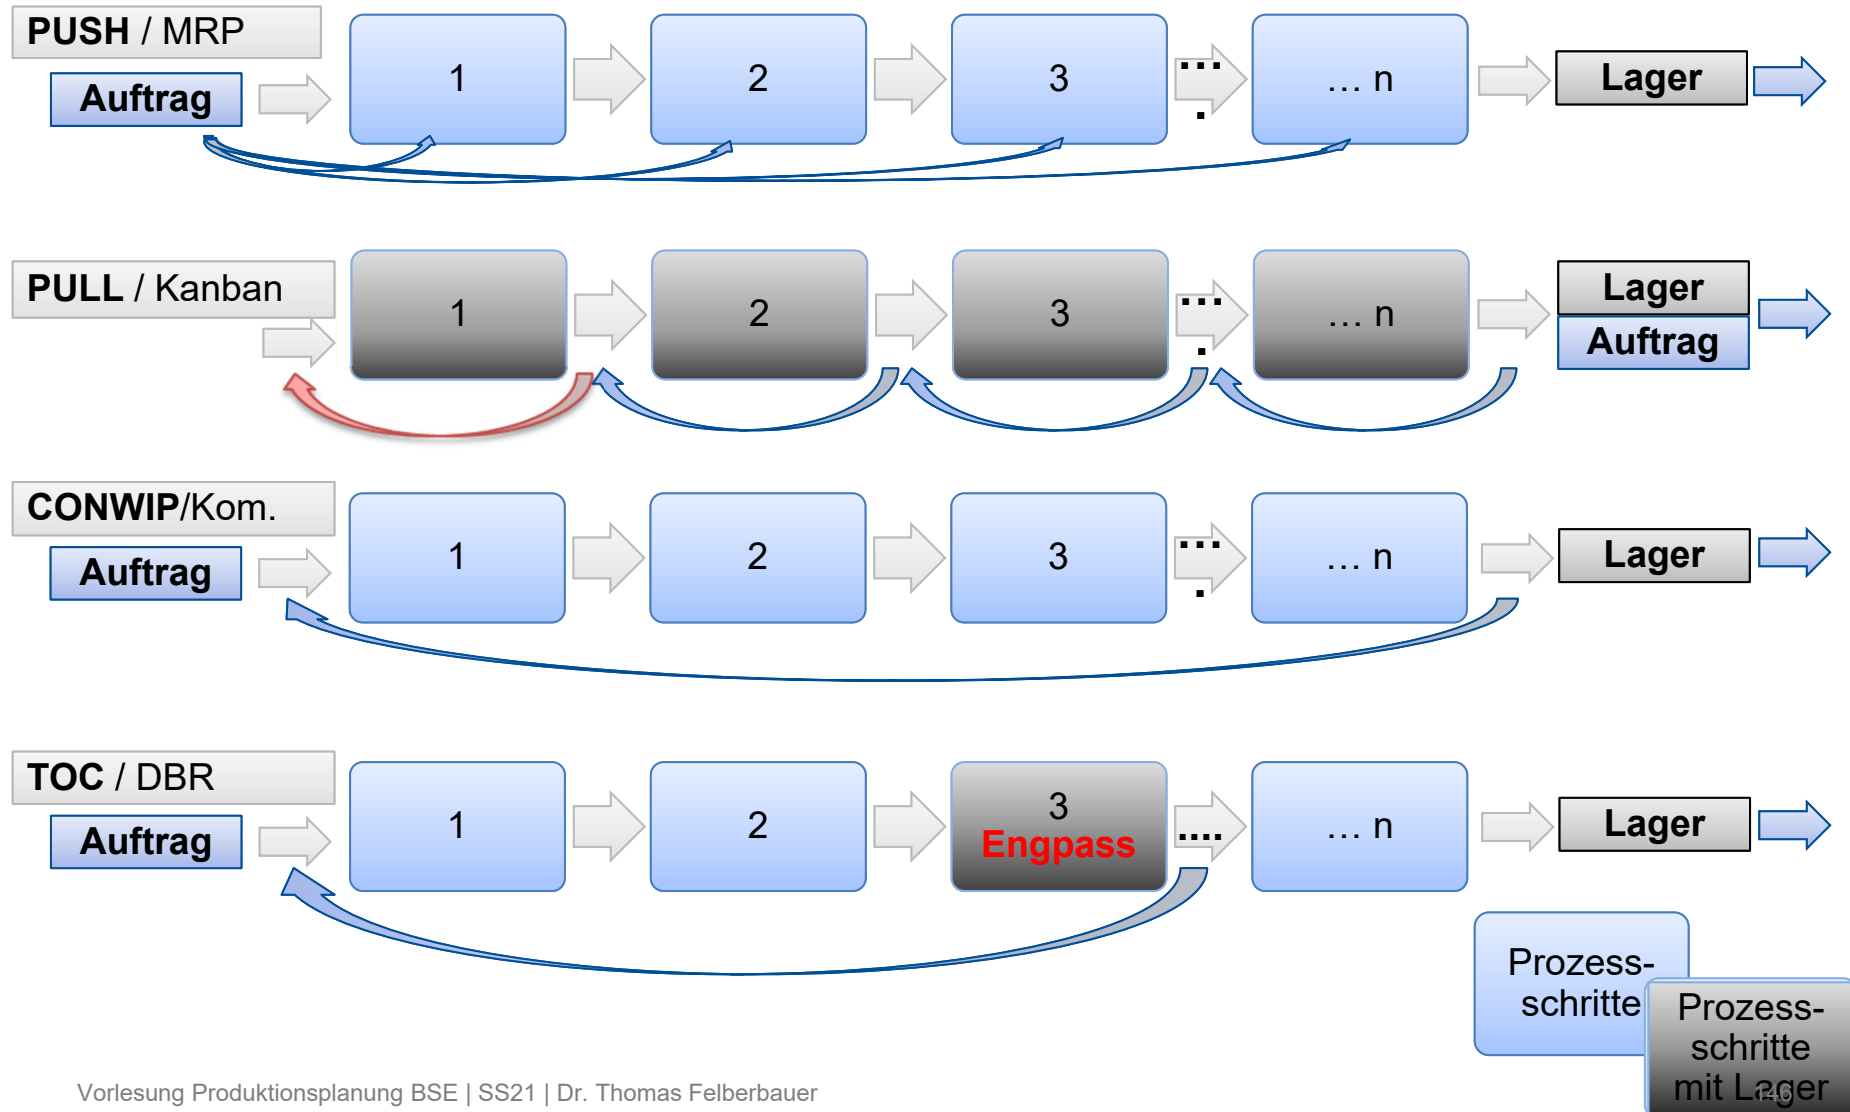 PUSH / MRP
Auftrag
1
2
3
....
... n
Lager
PULL / Kanban
1
2
3
....
... n
Lager
Auftrag
CONWIP/Kom.
Auftrag
1
2
3
....
... n
Lager
TOC / DBR
Auftrag
1
2
3
Engpass
....
... n
Lager
Prozess-
schritte
Prozess-
schritte
mit Lager
146
Vorlesung Produktionsplanung BSE | SS21 | Dr. Thomas Felberbauer